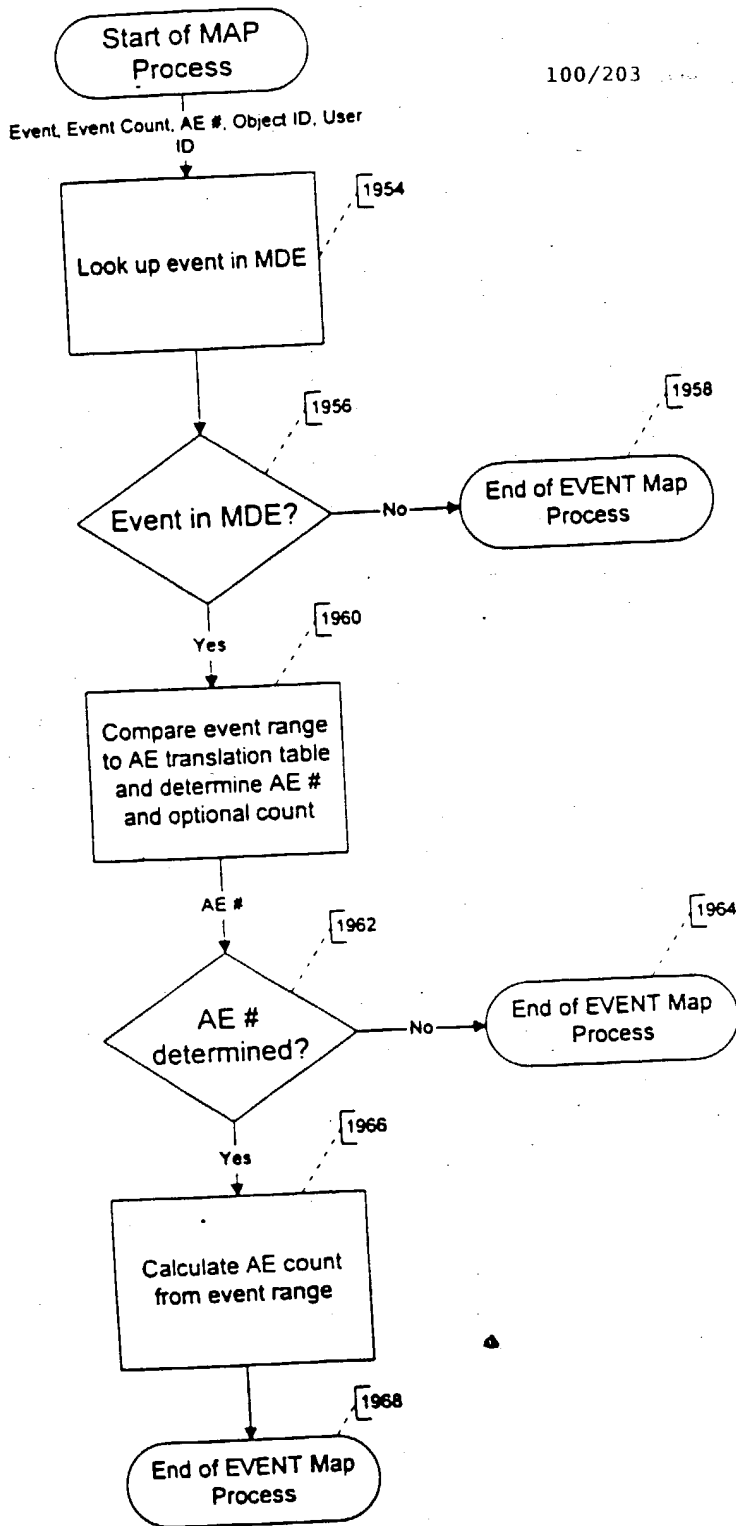 Start of MAP
Process
100/203
Event, Event Count, AE #, Object ID, User
ID
1954
Look up event in MDE
1956
1958
Event in MDE?
No
End of EVENT Map
Process
Yes
1960
Compare event range
to AE translation table
and determine AE #
and optional count
AE #
1962
1964
AE #
determined?
No
End of EVENT Map
Process
Yes
1966
Calculate AE count
from event range
1968
End of EVENT Map
Process